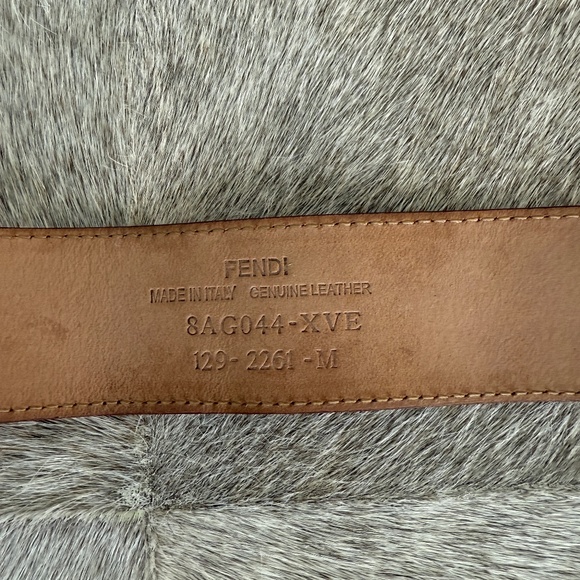 FENDI
MADE IN ITALY GENUINE LEATHER
8AG044-XVE
129-2261-M